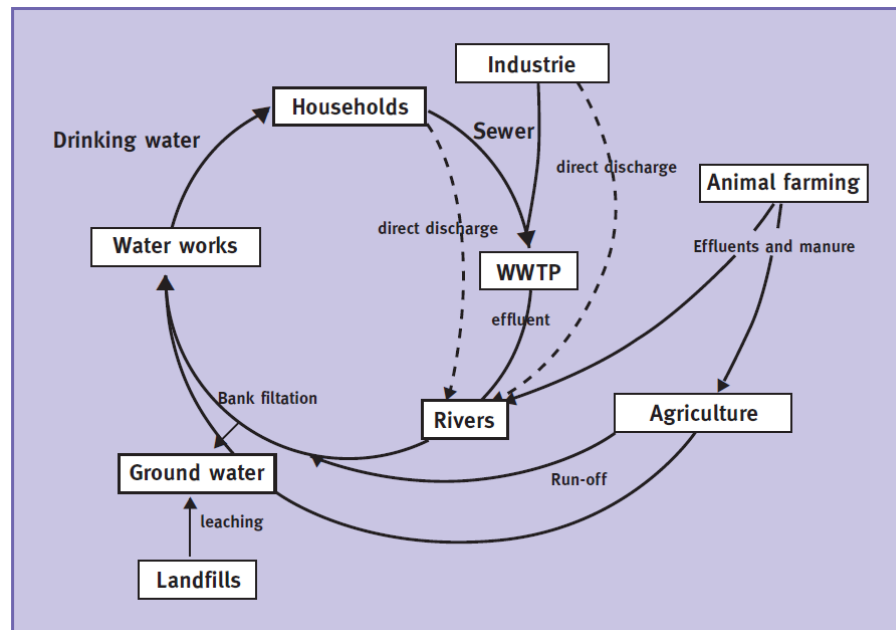 Industrie
Households
Sewer
Drinking water
direct discharge
Animal farming
direct discharge
Water works
Effluents and manure
WWTP
effluent
Bank filtation
Rivers
Agriculture
Ground water
Run-off
leaching
Landfills